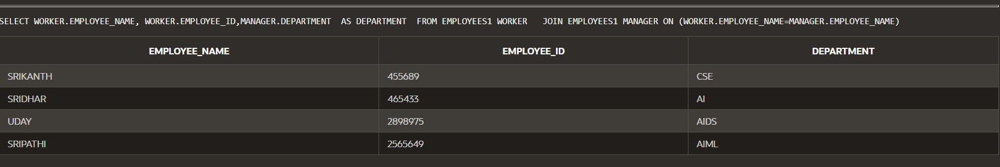 SELECT WORKER.EMPLOYEE_NAME, WORKER.EMPLOYEE_ID,MANAGER.DEPARTMENT  AS DEPARTMENT  FROM EMPLOYEES1 WORKER   JOIN EMPLOYEES1 MANAGER ON (WORKER.EMPLOYEE_NAME=MANAGER.EMPLOYEE_NAME)
EMPLOYEE_NAME EMPLOYEE_ID DEPARTMENT
SRIKANTH 455689 CSE
SRIDHAR 465433 AI
UDAY 2898975 AIDS
SRIPATHI 2565649 AIML